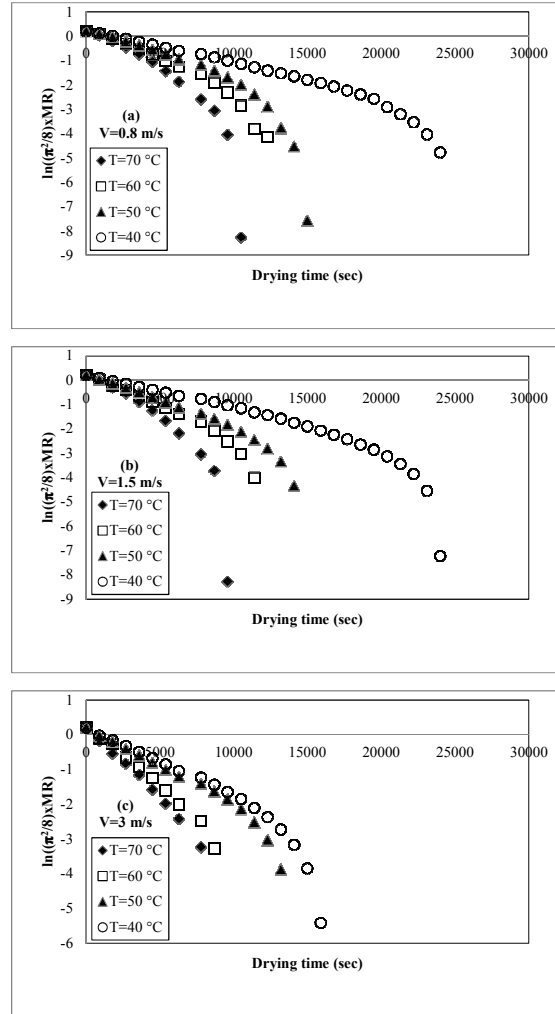 1
0
0 5000 10000 15000 20000 25000 30000
-1
-2
-3
-4
-5
-6
-7
-8
-9
ln((π²/8)xMR)
(a)
V=0.8 m/s
T=70 °C
T=60 °C
T=50 °C
T=40 °C
Drying time (sec)
1
0
0 5000 10000 15000 20000 25000 30000
-1
-2
-3
-4
-5
-6
-7
-8
-9
ln((π²/8)xMR)
(b)
V=1.5 m/s
T=70 °C
T=60 °C
T=50 °C
T=40 °C
Drying time (sec)
1
0
0 5000 10000 15000 20000 25000 30000
-1
-2
-3
-4
-5
-6
ln((π²/8)xMR)
(c)
V=3 m/s
T=70 °C
T=60 °C
T=50 °C
T=40 °C
Drying time (sec)